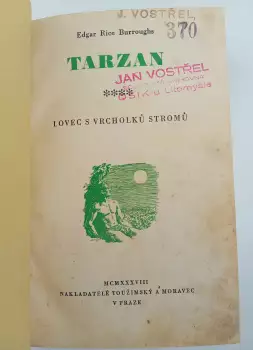 J. VOSTŘEL
370
Edgar Rice Burroughs
TARZAN
****
JAN VOSTŘEL
LOVEC S VRCHOLKŮ STROMŮ
MCMXXXVIII
NAKLADATELÉ TOUŽIMSKÝ A MORAVEC
V PRAZE